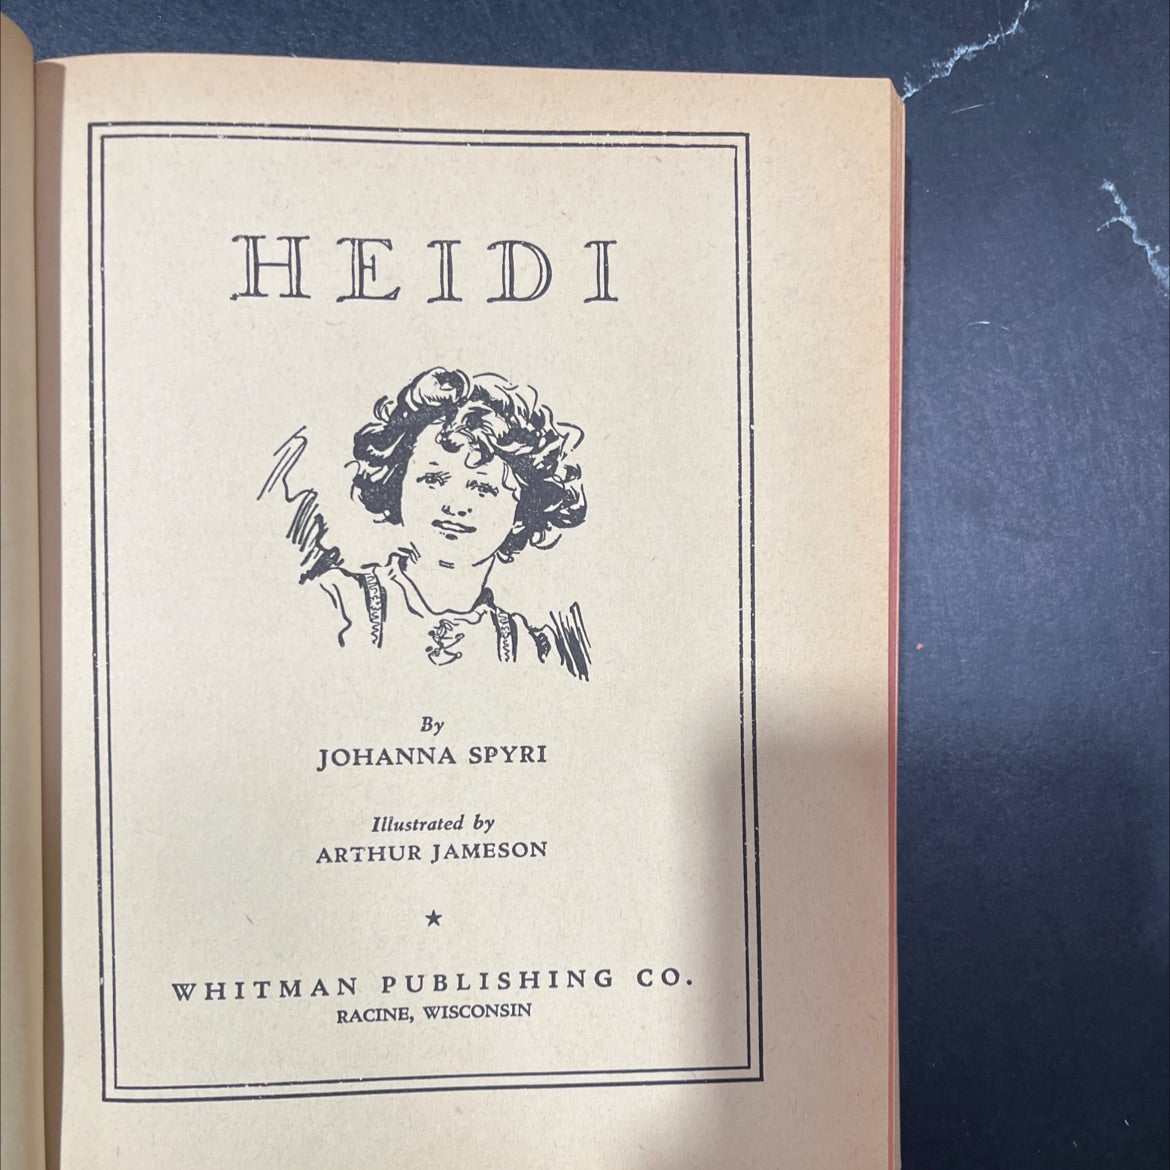 HEIDI
By
JOHANNA SPYRI
Illustrated by
ARTHUR JAMESON
WHITMAN PUBLISHING CO.
RACINE, WISCONSIN